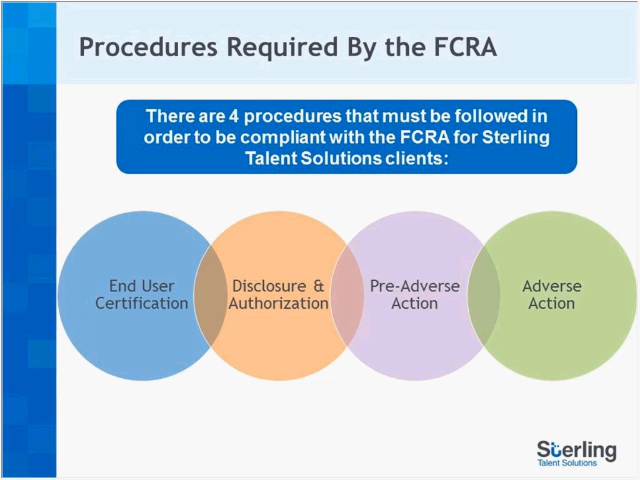 Procedures Required By the FCRA
There are 4 procedures that must be followed in
order to be compliant with the FCRA for Sterling
Talent Solutions clients:
End User
Certification
Disclosure &
Authorization
Pre-Adverse
Action
Adverse
Action
Sterling
Talent Solutions